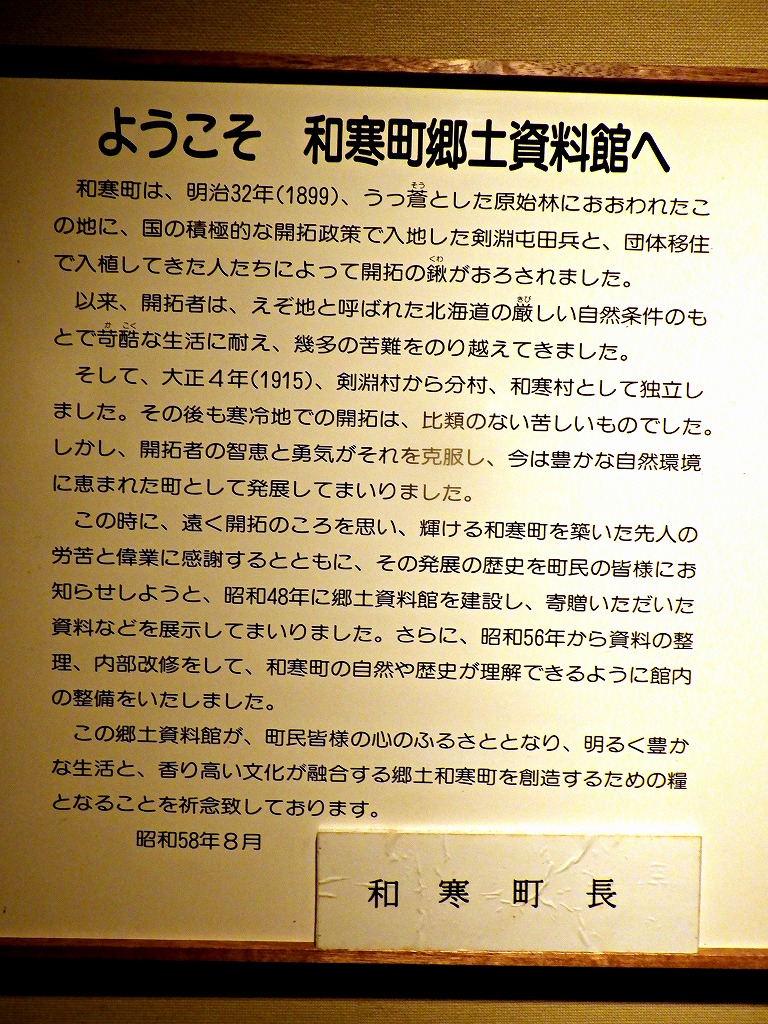 ようこそ 和寒町郷土資料館へ
和寒町は、明治32年(1899)、うっ蒼とした原始林におおわれたこ
の地に、国の積極的な開拓政策で入地した剣淵屯田兵と、団体移住
で入植してきた人たちによって開拓の鍬がおろされました。
以来、開拓者は、えぞ地と呼ばれた北海道の厳しい自然条件のも
とで苛酷な生活に耐え、幾多の苦難をのり越えてきました。
そして、大正4年(1915)、剣淵村から分村、和寒村として独立し
ました。その後も寒冷地での開拓は、比類のない苦しいものでした。
しかし、開拓者の智恵と勇気がそれを克服し、今は豊かな自然環境
に恵まれた町として発展してまいりました。
この時に、遠く開拓のころを思い、輝ける和寒町を築いた先人の
労苦と偉業に感謝するとともに、その発展の歴史を町民の皆様にお
知らせしようと、昭和48年に郷土資料館を建設し、寄贈いただいた
資料などを展示してまいりました。さらに、昭和56年から資料の整
理、内部改修をして、和寒町の自然や歴史が理解できるように館内
の整備をいたしました。
この郷土資料館が、町民皆様の心のふるさととなり、明るく豊か
な生活と、香り高い文化が融合する郷土和寒町を創造するための糧
となることを祈念致しております。
昭和58年8月
和寒町長